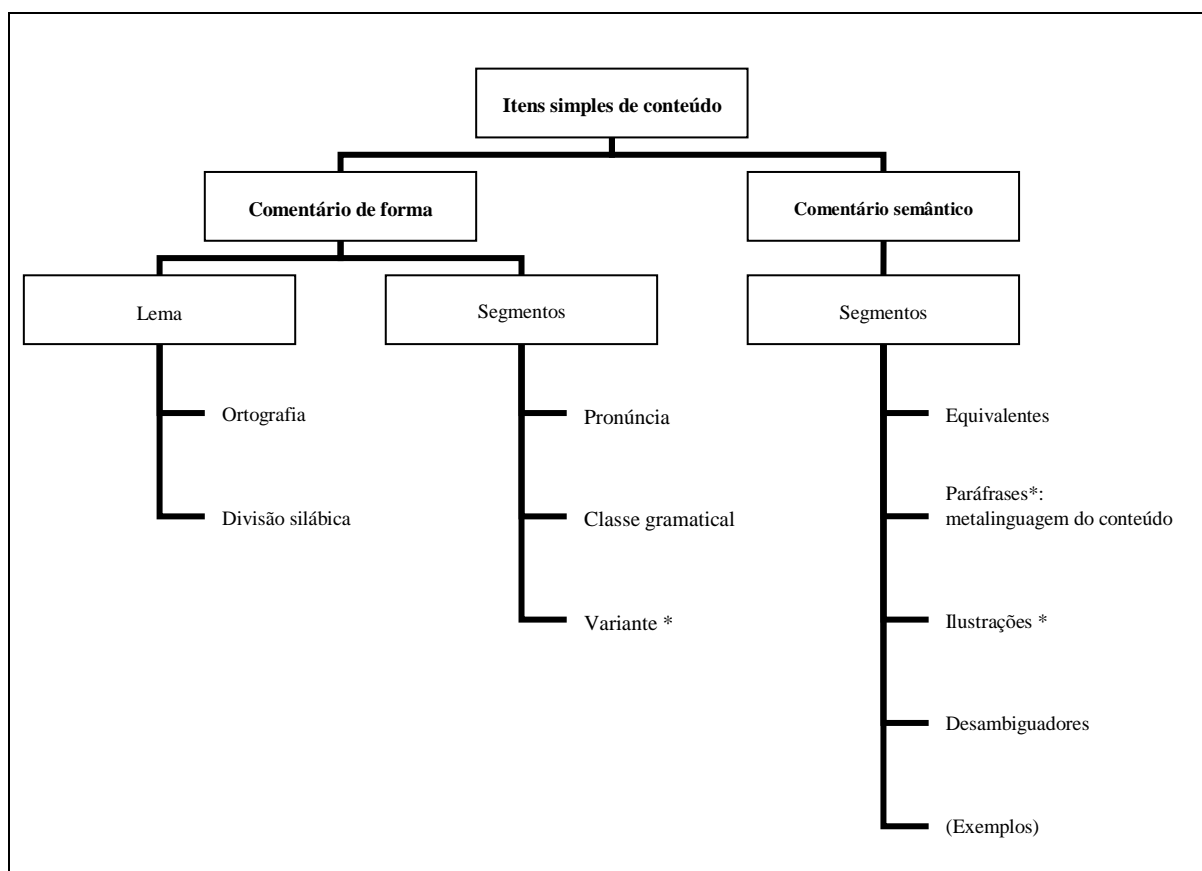 Itens simples de conteúdo
Comentário de forma
Comentário semântico
Lema
Segmentos
Segmentos
Ortografia
Pronúncia
Equivalentes
Divisão silábica
Classe gramatical
Paráfrases*:
metalinguagem do conteúdo
Variante *
Ilustrações *
Desambiguadores
(Exemplos)